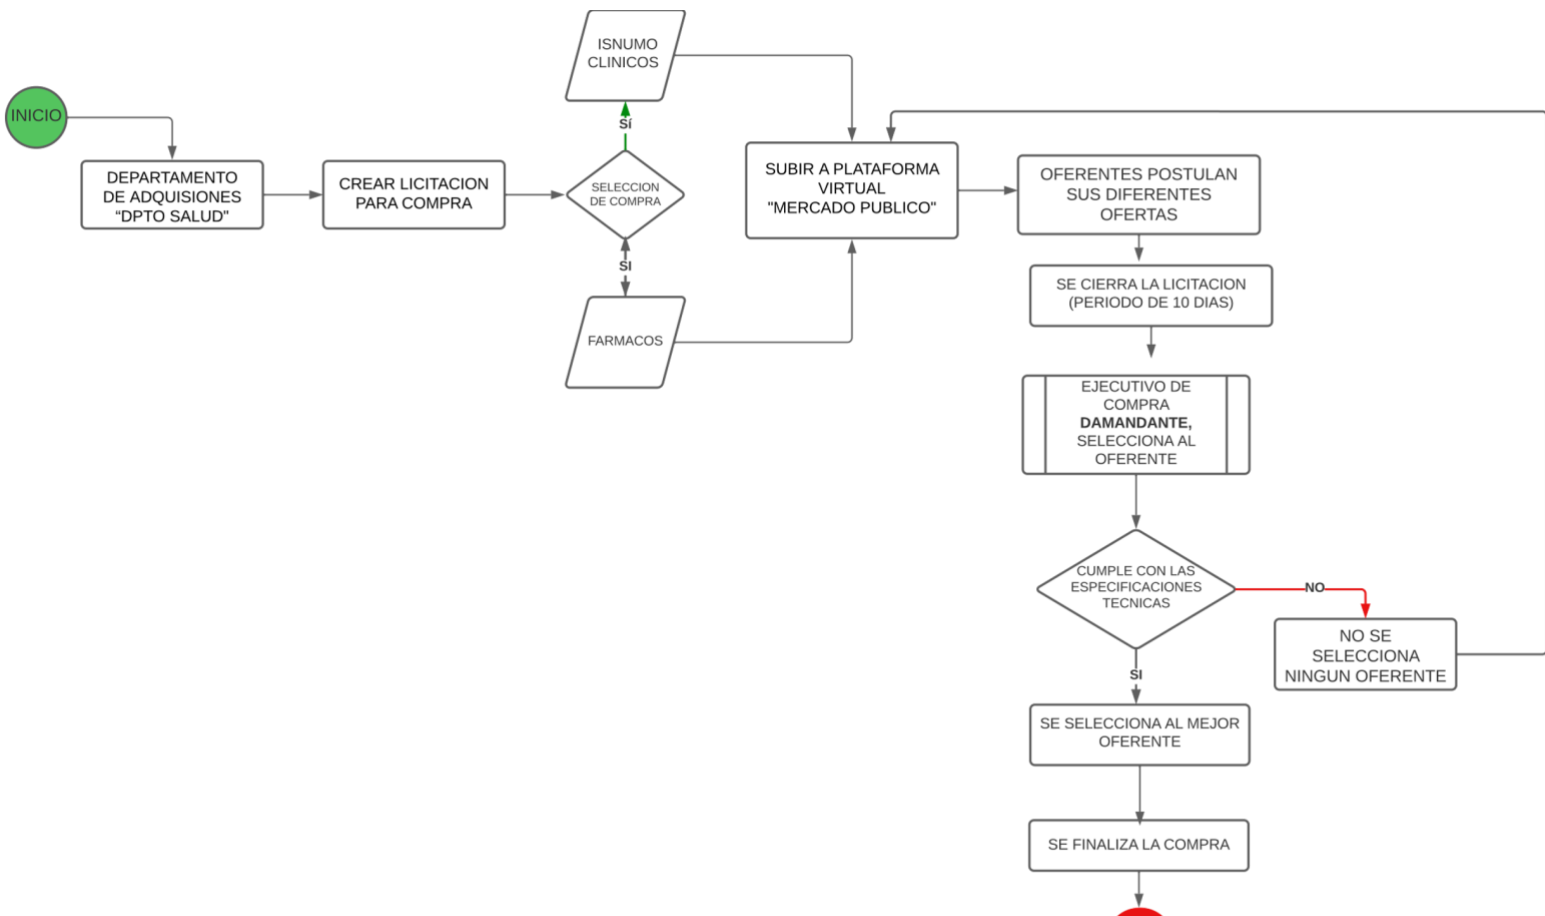 INICIO
DEPARTAMENTO
DE ADQUISIONES
“DPTO SALUD"
CREAR LICITACION
PARA COMPRA
SELECCION
DE COMPRA
Sí
ISNUMO
CLINICOS
SI
FARMACOS
SUBIR A PLATAFORMA
VIRTUAL
"MERCADO PUBLICO"
OFERENTES POSTULAN
SUS DIFERENTES
OFERTAS
SE CIERRA LA LICITACION
(PERIODO DE 10 DIAS)
EJECUTIVO DE
COMPRA
DAMANDANTE,
SELECCIONA AL
OFERENTE
CUMPLE CON LAS
ESPECIFICACIONES
TECNICAS
NO
NO SE
SELECCIONA
NINGUN OFERENTE
SI
SE SELECCIONA AL MEJOR
OFERENTE
SE FINALIZA LA COMPRA